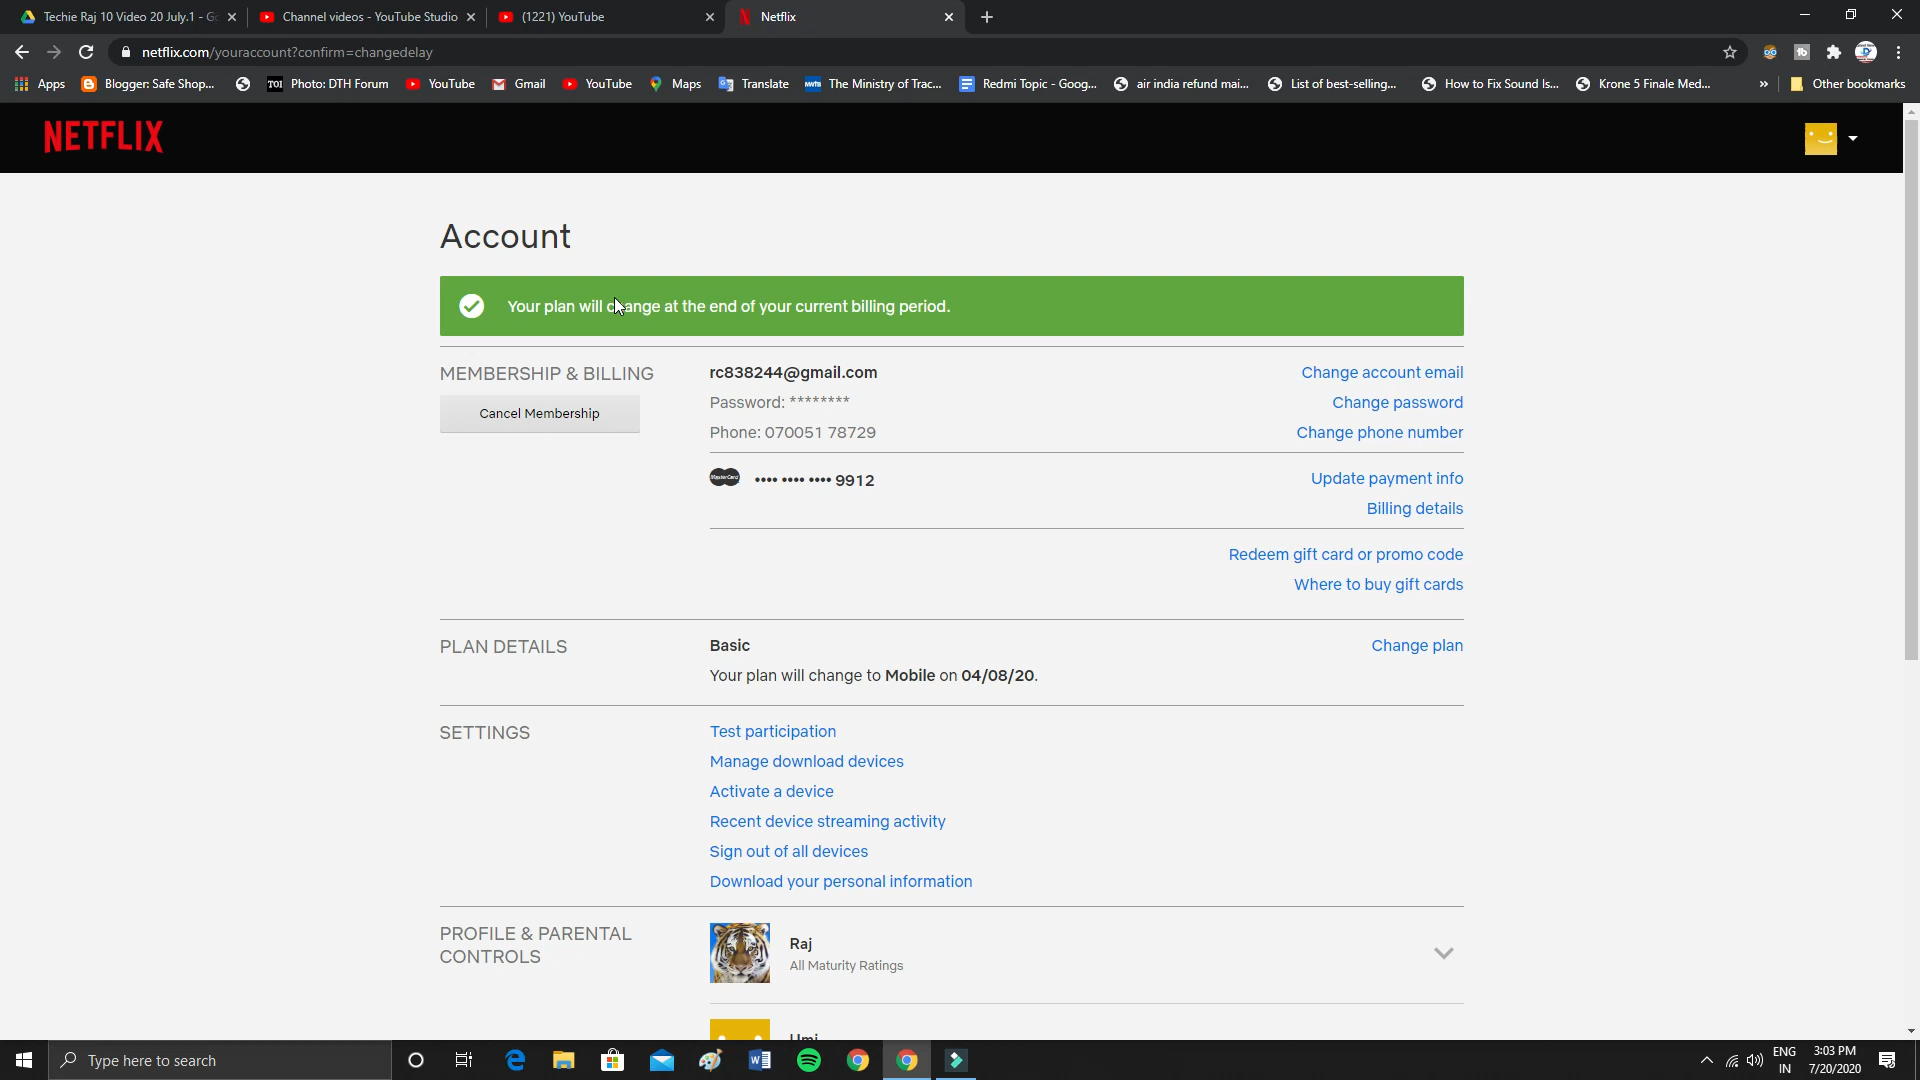 Techie Raj 10 Video 20 July.1 - Go
Channel videos - YouTube Studio
(1221) YouTube
Netflix
netflix.com/youraccount?confirm=changedelay
Apps
Blogger: Safe Shop...
TOI
Photo: DTH Forum
YouTube
Gmail
YouTube
Maps
Translate
The Ministry of Trac...
Redmi Topic - Goog...
air india refund mai...
List of best-selling...
How to Fix Sound Is...
Krone 5 Finale Med...
»
Other bookmarks
NETFLIX
Account
Your plan will change at the end of your current billing period.
MEMBERSHIP & BILLING
Cancel Membership
rc838244@gmail.com
Change account email
Password: ********
Change password
Phone: 070051 78729
Change phone number
MasterCard
•••• •••• •••• 9912
Update payment info
Billing details
Redeem gift card or promo code
Where to buy gift cards
PLAN DETAILS
Basic
Change plan
Your plan will change to Mobile on 04/08/20.
SETTINGS
Test participation
Manage download devices
Activate a device
Recent device streaming activity
Sign out of all devices
Download your personal information
PROFILE & PARENTAL
CONTROLS
Raj
All Maturity Ratings
Type here to search
ENG
IN
3:03 PM
7/20/2020